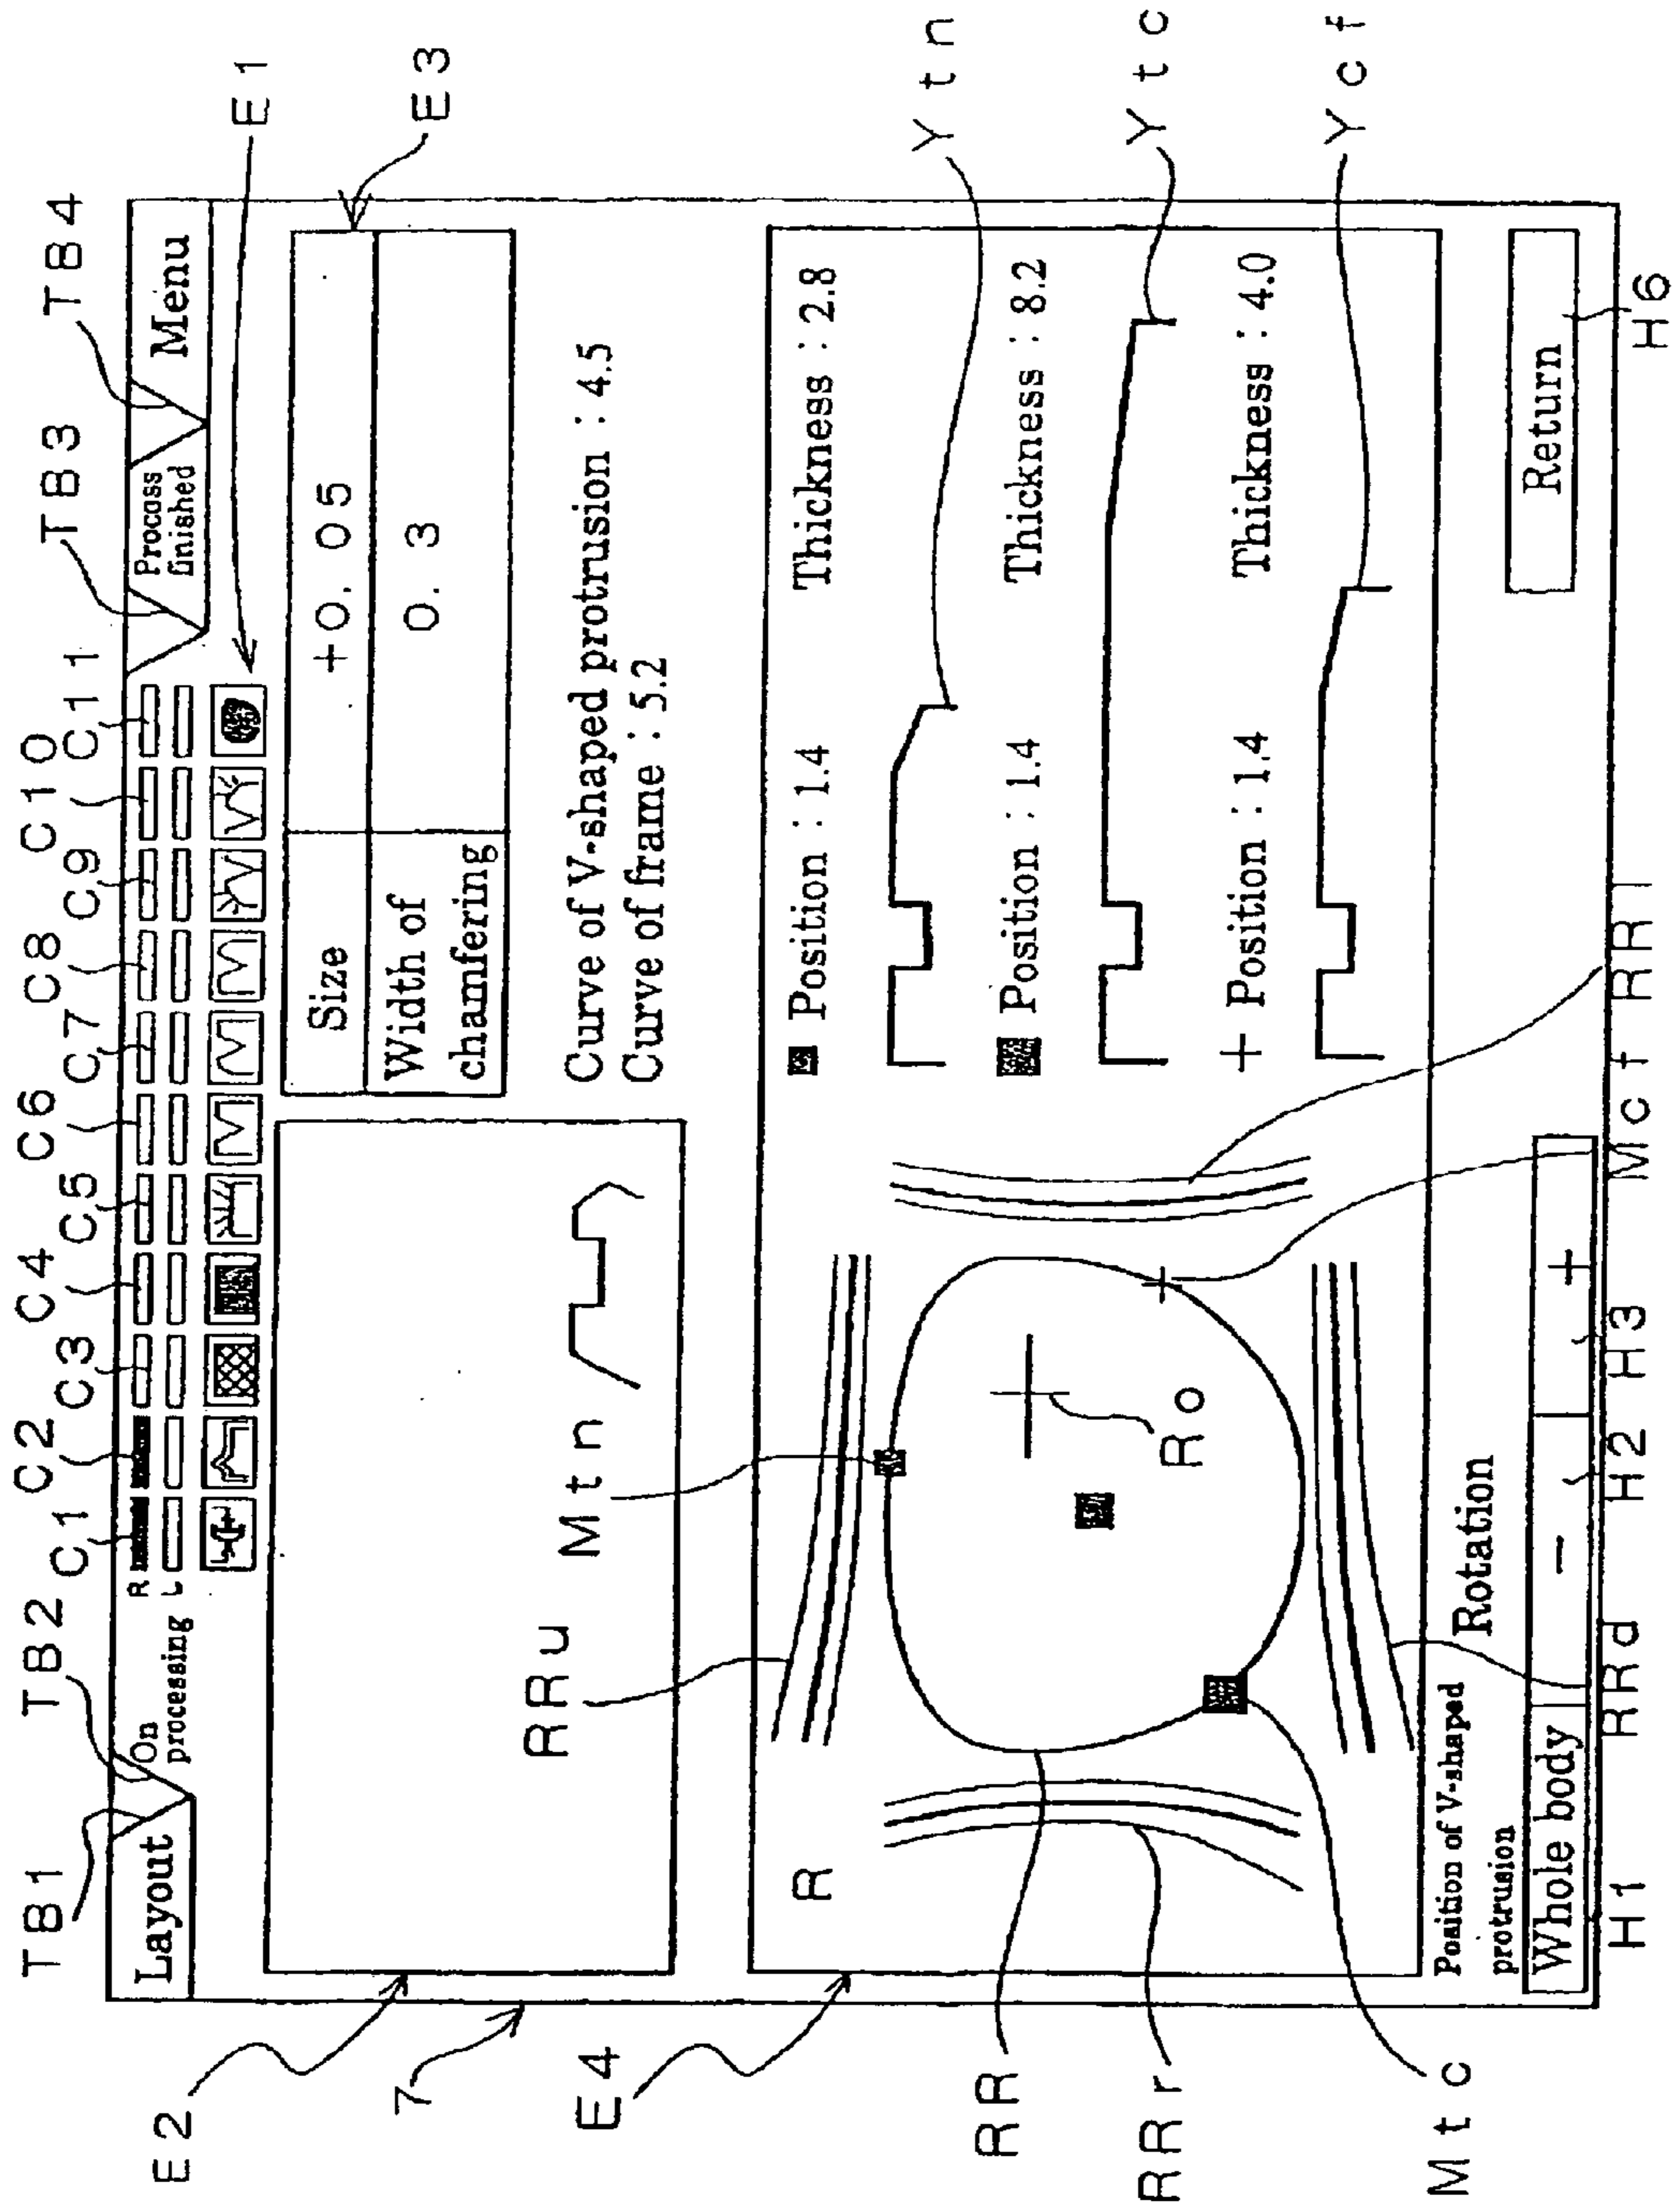 TB1 TB2 C1 C2 C3 C4 C5 C6 C7 C8 C9 C10 C11 TB3 TB4
Layout
On
processing
R
L
Procoss
finished
Menu
E1
E2
E3
Size +0.05
Width of
chamfering 0.3
Curve of V-shaped protrusion : 4.5
Curve of frame : 5.2
7
E4
RRu
Mtn
R
Ro
RR
RRr
Mtc
Position : 1.4 Thickness : 2.8
Ytn
Position : 1.4 Thickness : 8.2
Ytc
+ Position : 1.4 Thickness : 4.0
Ycf
Position of V-shaped
protrusion
Rotation
Whole body - +
Return
H1 RRd H2 H3 Mcf RRl H6